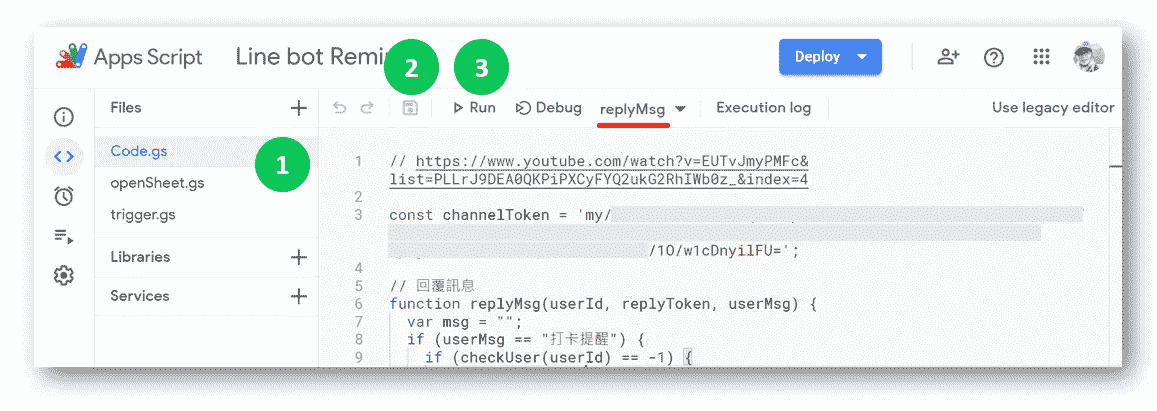 Apps Script
Line bot Remi
2
3
Deploy
Files
Run
Debug
replyMsg
Execution log
Use legacy editor
Code.gs
1
openSheet.gs
trigger.gs
Libraries
Services
1 // https://www.youtube.com/watch?v=EUTvJmyPMFc&
list=PLLrJ9DEA0QKPiPXCyFYQ2ukG2RhIWb0z_&index=4
2
3 const channelToken = 'my/
/1O/w1cDnyilFU=';
4
5 // 回覆訊息
6 function replyMsg(userId, replyToken, userMsg) {
7 var msg = "";
8 if (userMsg == "打卡提醒") {
9 if (checkUser(userId) == -1) {